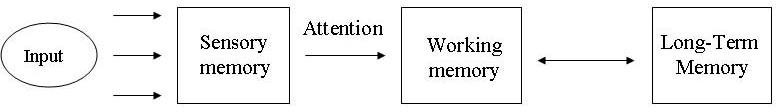 Input
Sensory
memory
Attention
Working
memory
Long-Term
Memory